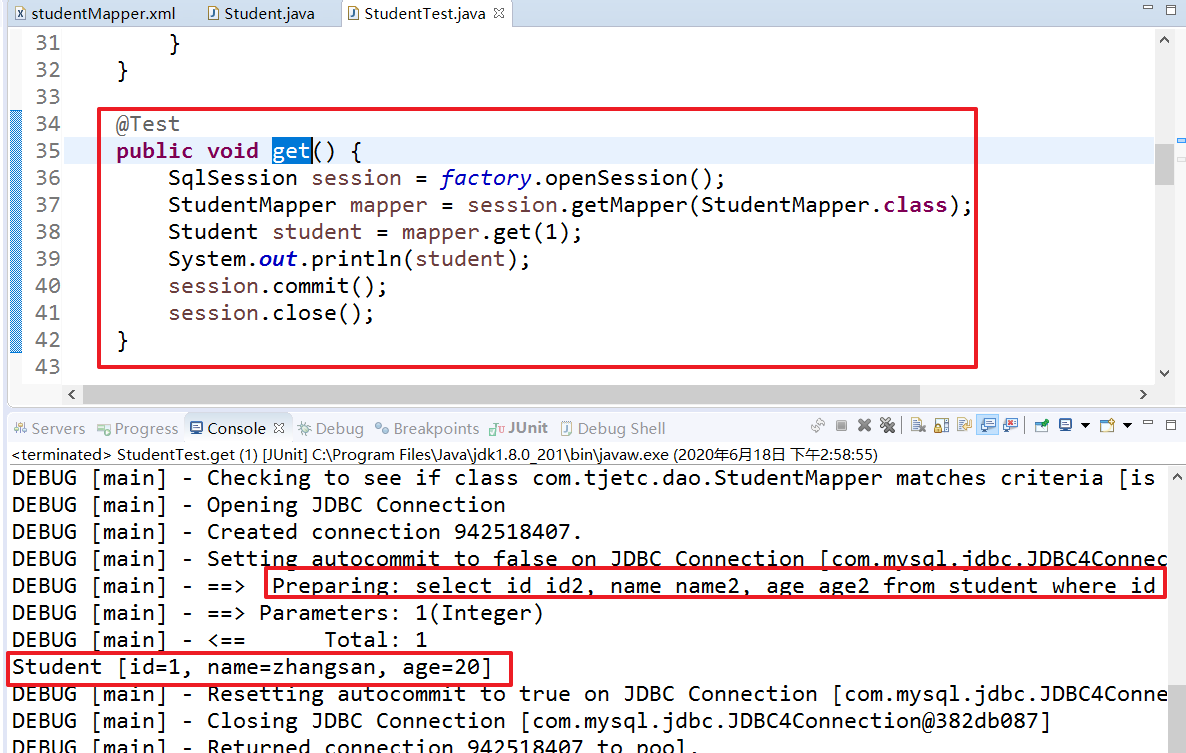 studentMapper.xml Student.java StudentTest.java
31 }
32 }
33
34 @Test
35 public void get() {
36 SqlSession session = factory.openSession();
37 StudentMapper mapper = session.getMapper(StudentMapper.class);
38 Student student = mapper.get(1);
39 System.out.println(student);
40 session.commit();
41 session.close();
42 }
43
Servers Progress Console Debug Breakpoints JUnit Debug Shell
<terminated> StudentTest.get (1) [JUnit] C:\Program Files\Java\jdk1.8.0_201\bin\javaw.exe (2020年6月18日 下午2:58:55)
DEBUG [main] - Checking to see if class com.tjetc.dao.StudentMapper matches criteria [is
DEBUG [main] - Opening JDBC Connection
DEBUG [main] - Created connection 942518407.
DEBUG [main] - Setting autocommit to false on JDBC Connection [com.mysql.jdbc.JDBC4Connec
DEBUG [main] - ==> Preparing: select id id2, name name2, age age2 from student where id
DEBUG [main] - ==> Parameters: 1(Integer)
DEBUG [main] - <== Total: 1
Student [id=1, name=zhangsan, age=20]
DEBUG [main] - Resetting autocommit to true on JDBC Connection [com.mysql.jdbc.JDBC4Conne
DEBUG [main] - Closing JDBC Connection [com.mysql.jdbc.JDBC4Connection@382db087]
DEBUG [main] - Returned connection 942518407 to pool.